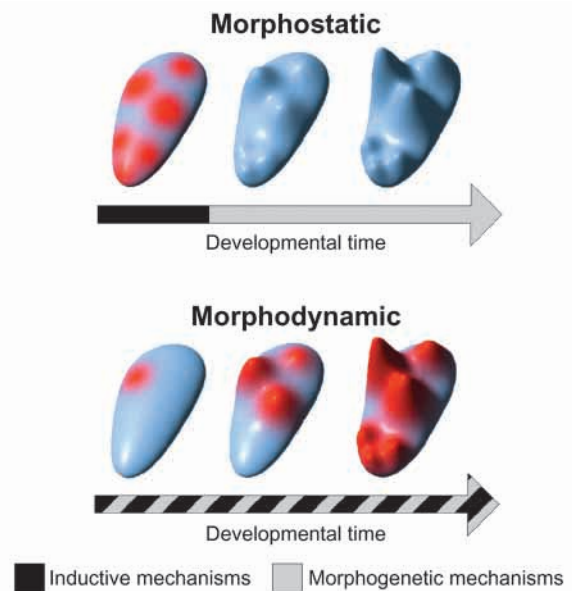 Morphostatic
Developmental time
Morphodynamic
Developmental time
Inductive mechanisms Morphogenetic mechanisms